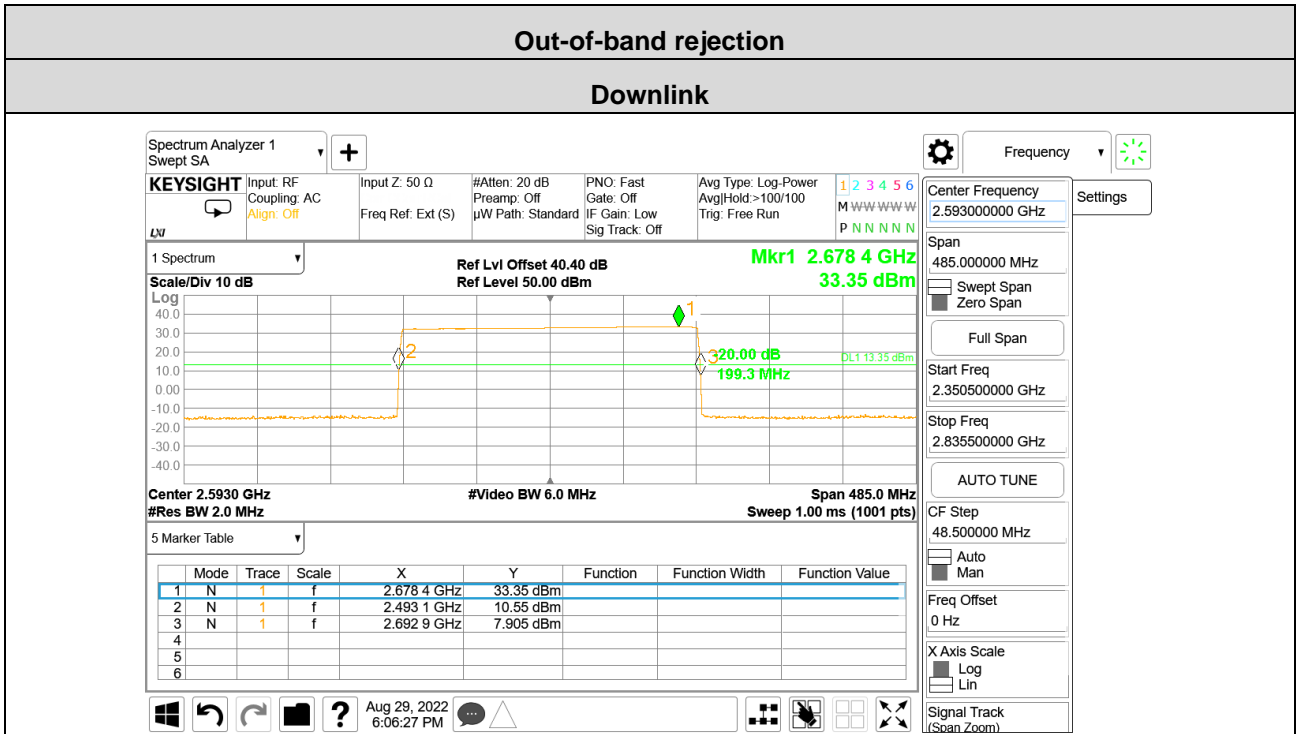 Out-of-band rejection
Downlink
Spectrum Analyzer 1
Swept SA
Frequency
KEYSIGHT
LXI
Input: RF
Coupling: AC
Align: Off
Input Z: 50 Ω
Freq Ref: Ext (S)
#Atten: 20 dB
Preamp: Off
µW Path: Standard
PNO: Fast
Gate: Off
IF Gain: Low
Sig Track: Off
Avg Type: Log-Power
Avg|Hold:>100/100
Trig: Free Run
1 2 3 4 5 6
M W W W W W
P N N N N N
Center Frequency
2.593000000 GHz
Settings
Span
485.000000 MHz
Swept Span
Zero Span
Full Span
Start Freq
2.350500000 GHz
Stop Freq
2.835500000 GHz
AUTO TUNE
CF Step
48.500000 MHz
Auto
Man
Freq Offset
0 Hz
X Axis Scale
Log
Lin
Signal Track
(Span Zoom)
1 Spectrum
Scale/Div 10 dB
Ref Lvl Offset 40.40 dB
Ref Level 50.00 dBm
Mkr1 2.678 4 GHz
33.35 dBm
Log
40.0
30.0
20.0
10.0
0.00
-10.0
-20.0
-30.0
-40.0
1
2
3
-20.00 dB
199.3 MHz
DL1 13.35 dBm
Center 2.5930 GHz
#Video BW 6.0 MHz
Span 485.0 MHz
#Res BW 2.0 MHz
Sweep 1.00 ms (1001 pts)
5 Marker Table
Mode Trace Scale X Y Function Function Width Function Value
1 N 1 f 2.678 4 GHz 33.35 dBm
2 N 1 f 2.493 1 GHz 10.55 dBm
3 N 1 f 2.692 9 GHz 7.905 dBm
4
5
6
?
Aug 29, 2022
6:06:27 PM